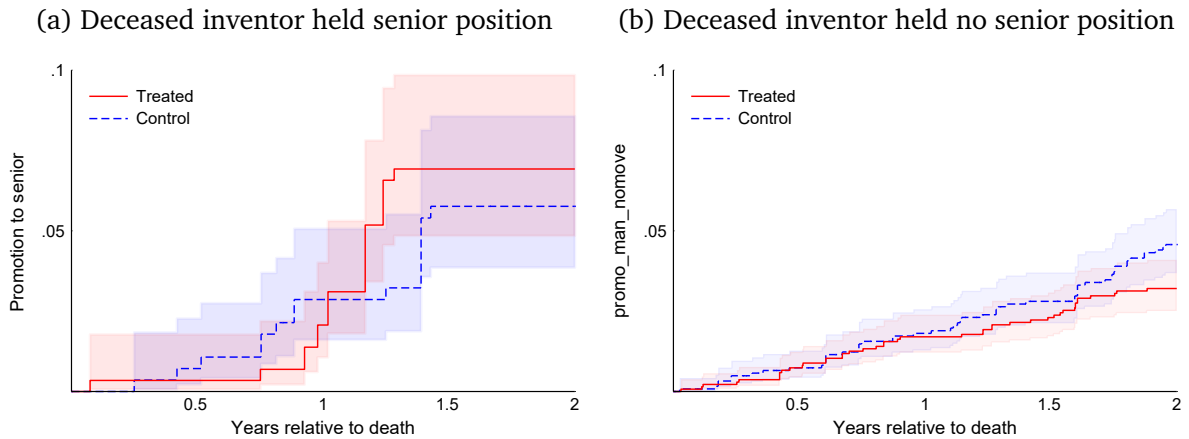 (a) Deceased inventor held senior position
.1
Treated
Control
Promotion to senior
.05
0.5
1
1.5
2
Years relative to death
(b) Deceased inventor held no senior position
.1
Treated
Control
promo_man_nomove
.05
0.5
1
1.5
2
Years relative to death